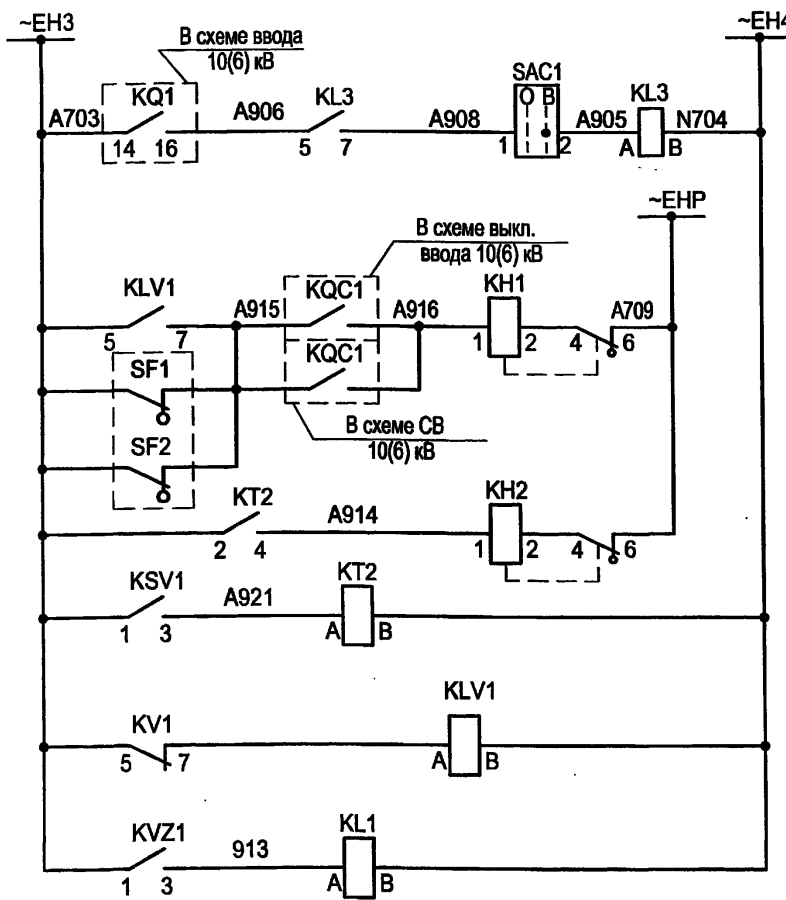 ~EH3
~EH4
В схеме ввода
10(6) кВ
A703
KQ1
14 16
A906
KL3
5 7
A908
SAC1
O B
1 2
A905
KL3
A B
N704
~EHP
В схеме выкл.
ввода 10(6) кВ
KLV1
5 7
A915
KQC1
A916
KH1
1 2
4 6
A709
SF1
KQC1
В схеме СВ
10(6) кВ
SF2
KT2
2 4
A914
KH2
1 2
4 6
KSV1
1 3
A921
KT2
A B
KV1
5 7
KLV1
A B
KVZ1
1 3
913
KL1
A B